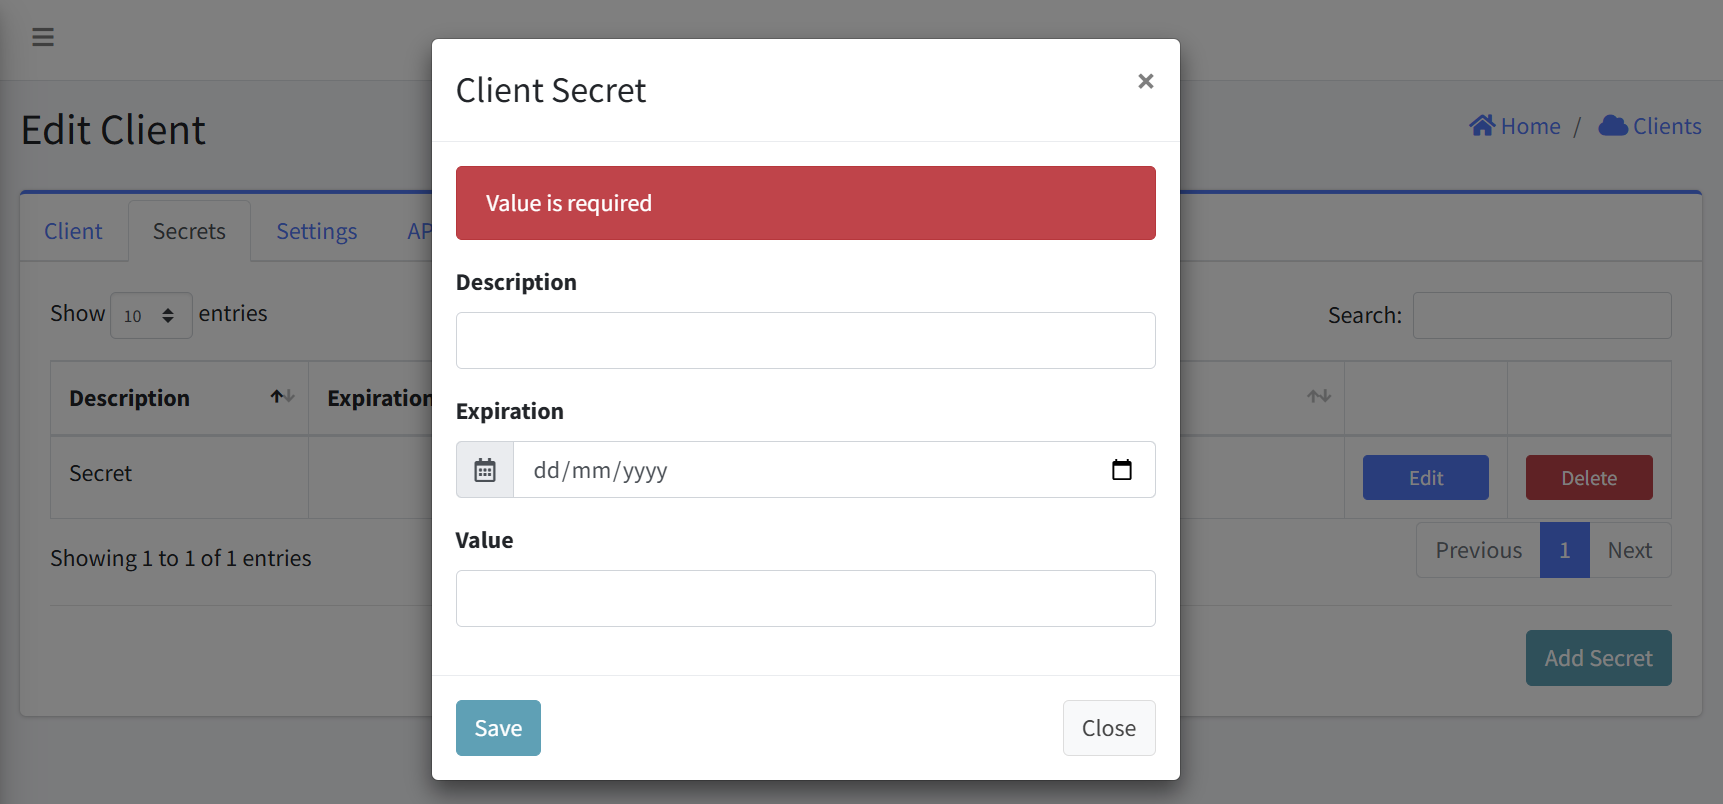 Client Secret ×
Edit Client
Home / Clients
Value is required
Client Secrets Settings AP
Description
Show 10 entries
Search:
Description Expiration
Expiration
dd/mm/yyyy
Secret
Edit Delete
Value
Showing 1 to 1 of 1 entries
Previous 1 Next
Add Secret
Save Close